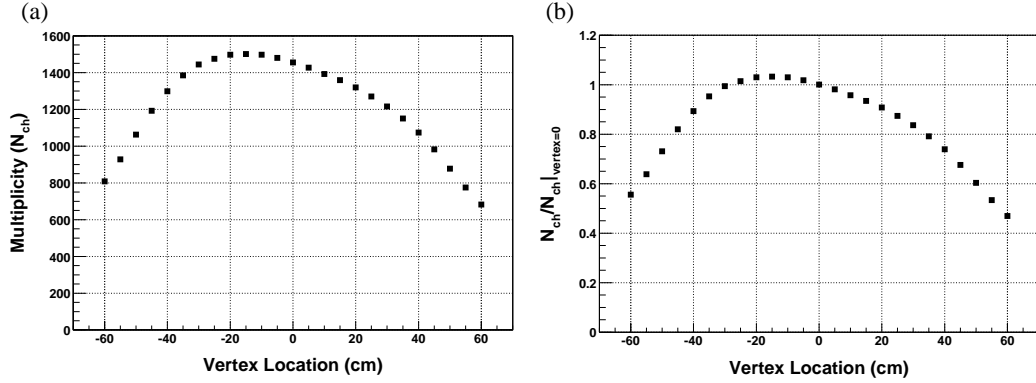 (a)
Multiplicity (N_ch)
1600
1400
1200
1000
800
600
400
200
0
-60 -40 -20 0 20 40 60
Vertex Location (cm)
(b)
N_ch/N_ch|_vertex=0
1.2
1
0.8
0.6
0.4
0.2
0
-60 -40 -20 0 20 40 60
Vertex Location (cm)